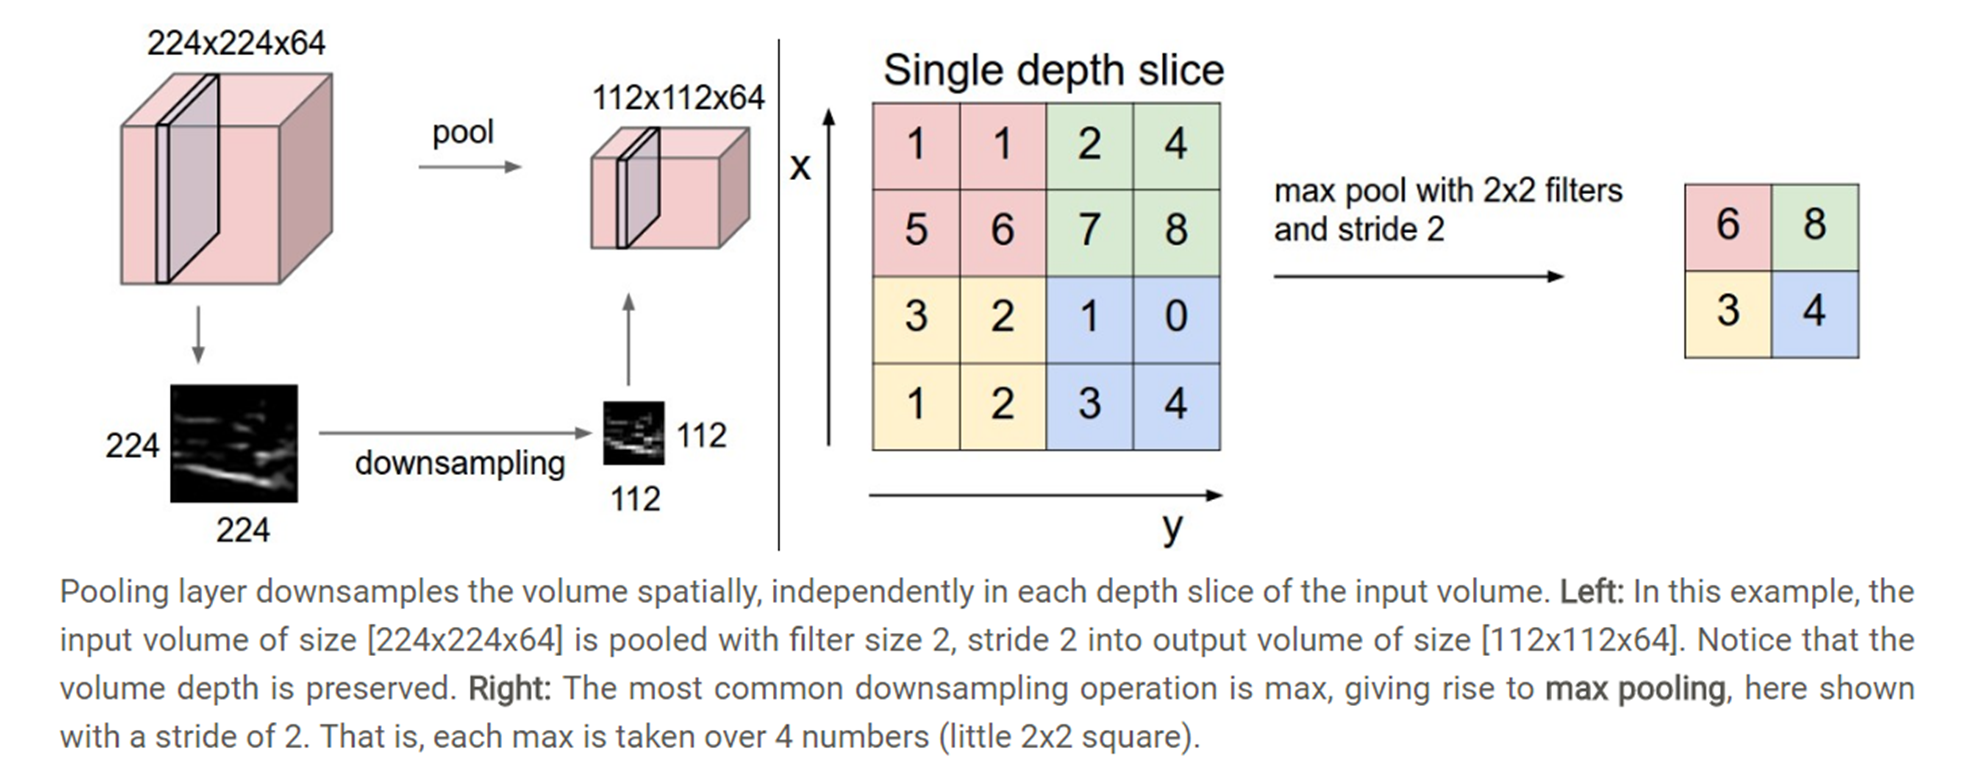 224x224x64
pool
112x112x64
224
224
downsampling
112
112
Single depth slice
x
1 1 2 4
5 6 7 8
3 2 1 0
1 2 3 4
y
max pool with 2x2 filters
and stride 2
6 8
3 4
Pooling layer downsamples the volume spatially, independently in each depth slice of the input volume. Left: In this example, the
input volume of size [224x224x64] is pooled with filter size 2, stride 2 into output volume of size [112x112x64]. Notice that the
volume depth is preserved. Right: The most common downsampling operation is max, giving rise to max pooling, here shown
with a stride of 2. That is, each max is taken over 4 numbers (little 2x2 square).